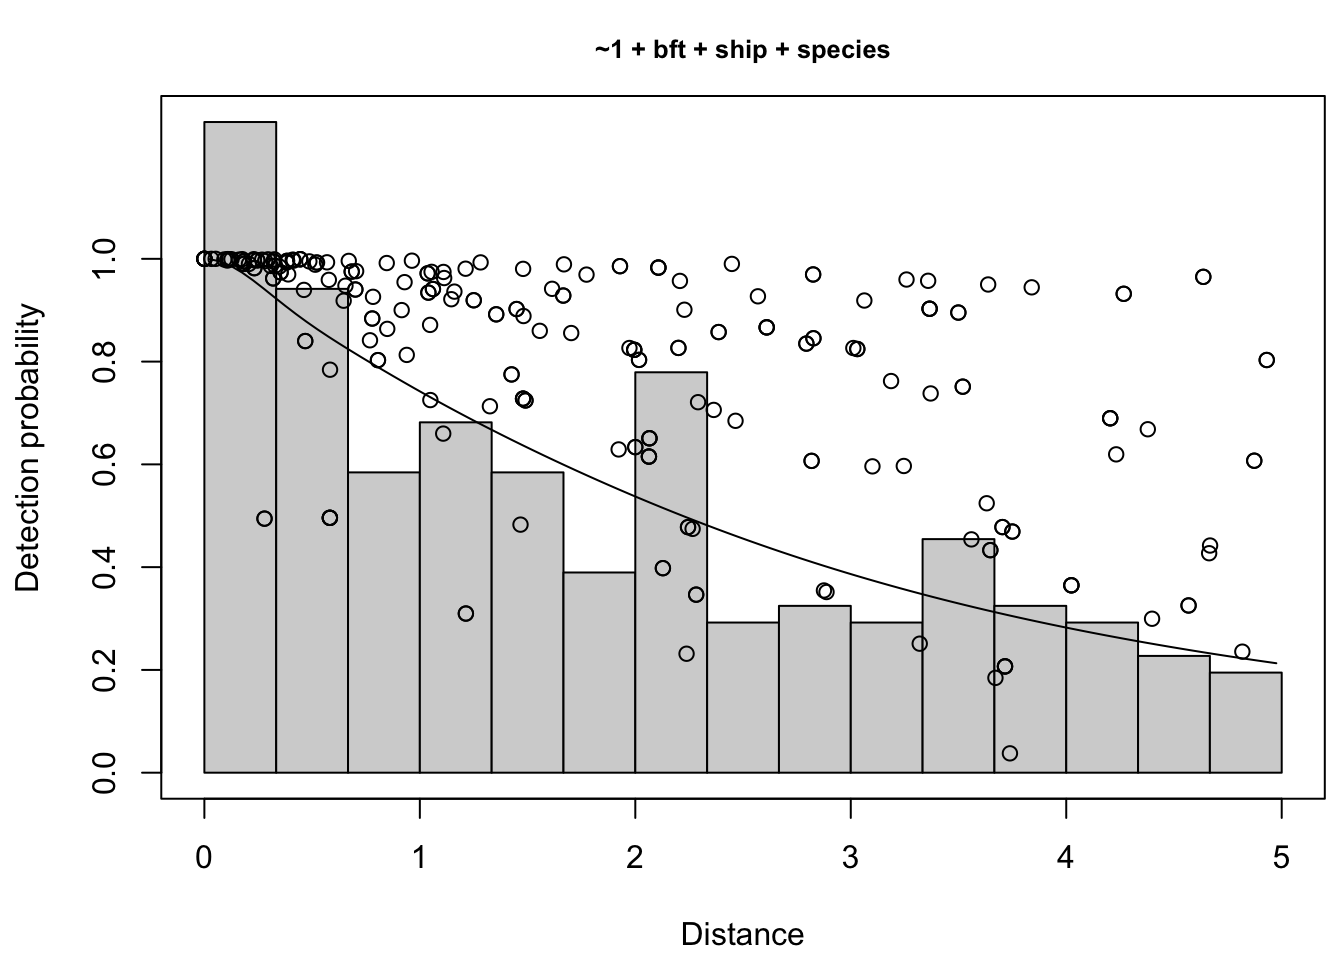 ~1 + bft + ship + species
Detection probability
1.0
0.8
0.6
0.4
0.2
0.0
0 1 2 3 4 5
Distance